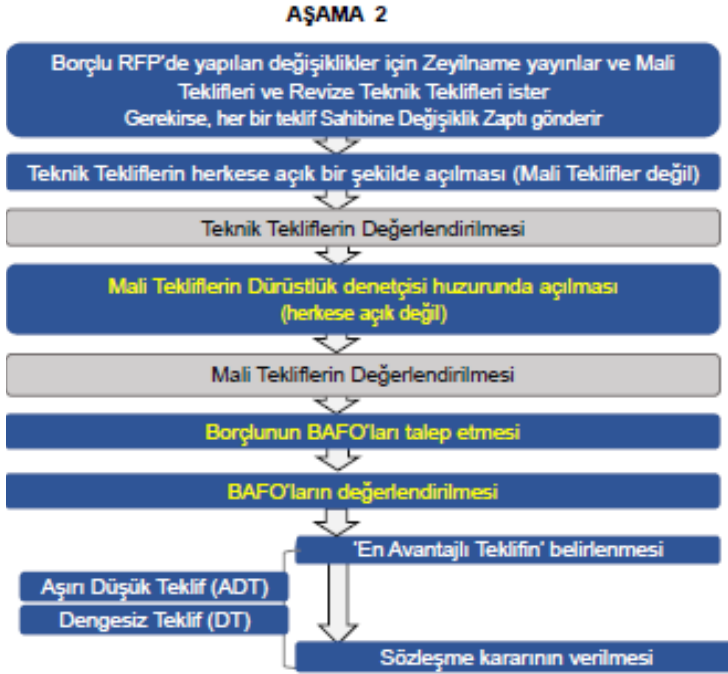 AŞAMA 2
Borçlu RFP'de yapılan değişiklikler için Zeyilname yayınlar ve Mali
Teklifleri ve Revize Teknik Teklifleri ister
Gerekirse, her bir teklif Sahibine Değişiklik Zaptı gönderir
Teknik Tekliflerin herkese açık bir şekilde açılması (Mali Teklifler değil)
Teknik Tekliflerin Değerlendirilmesi
Mali Tekliflerin Dürüstlük denetçisi huzurunda açılması
(herkese açık değil)
Mali Tekliflerin Değerlendirilmesi
Borçlunun BAFO'ları talep etmesi
BAFO'ların değerlendirilmesi
'En Avantajlı Teklifin' belirlenmesi
Aşırı Düşük Teklif (ADT)
Dengesiz Teklif (DT)
Sözleşme kararının verilmesi